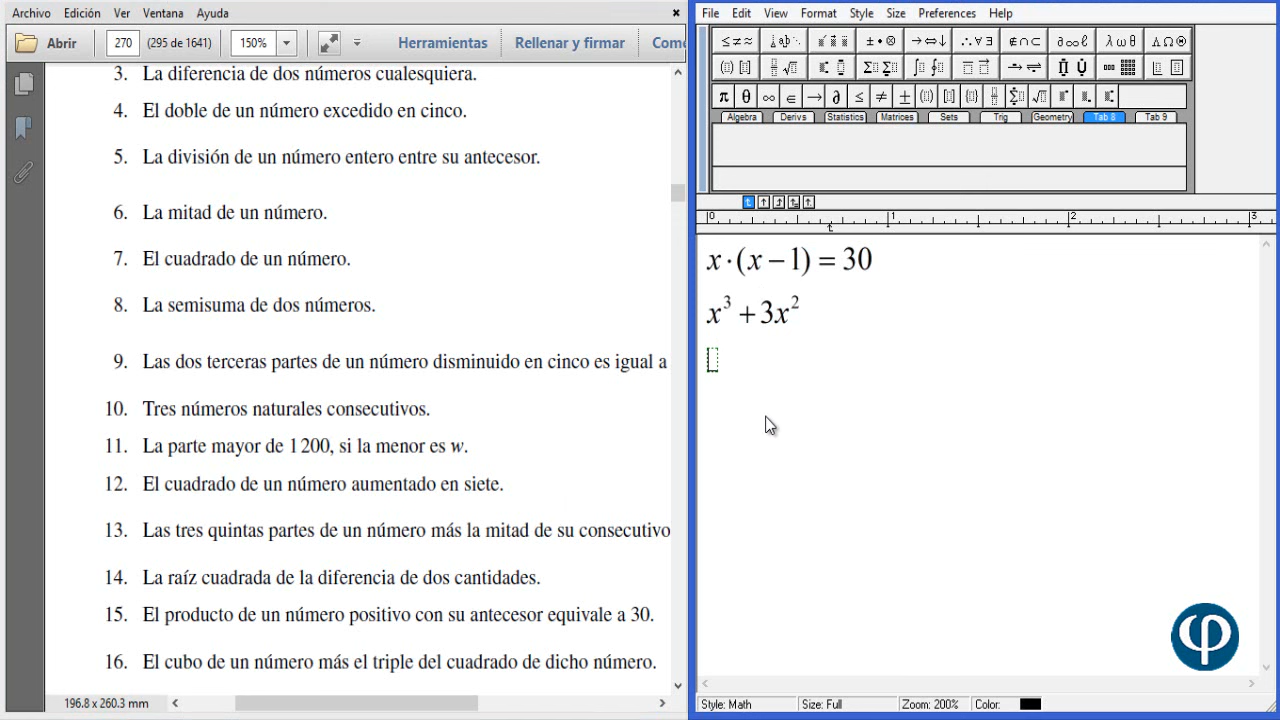 Archivo Edición Ver Ventana Ayuda
Abrir 270 (295 de 1641) 150% Herramientas Rellenar y firmar Come
3. La diferencia de dos números cualesquiera.
4. El doble de un número excedido en cinco.
5. La división de un número entero entre su antecesor.
6. La mitad de un número.
7. El cuadrado de un número.
8. La semisuma de dos números.
9. Las dos terceras partes de un número disminuido en cinco es igual a
10. Tres números naturales consecutivos.
11. La parte mayor de 1 200, si la menor es w.
12. El cuadrado de un número aumentado en siete.
13. Las tres quintas partes de un número más la mitad de su consecutivo
14. La raíz cuadrada de la diferencia de dos cantidades.
15. El producto de un número positivo con su antecesor equivale a 30.
16. El cubo de un número más el triple del cuadrado de dicho número.
196.8 x 260.3 mm
File Edit View Format Style Size Preferences Help
π θ ∞ ∈ → ∂ ≤ ≠ ±
Algebra Derivs Statistics Matrices Sets Trig Geometry Tab 8 Tab 9
0 1 2 3
x·(x−1)=30
x³+3x²
Style: Math Size: Full Zoom: 200% Color: